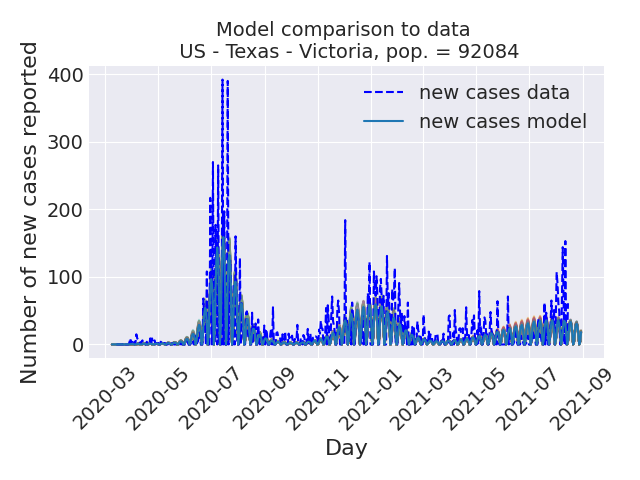 Model comparison to data
US - Texas - Victoria, pop. = 92084
Number of new cases reported
400
300
200
100
0
new cases data
new cases model
2020-03
2020-05
2020-07
2020-09
2020-11
2021-01
2021-03
2021-05
2021-07
2021-09
Day